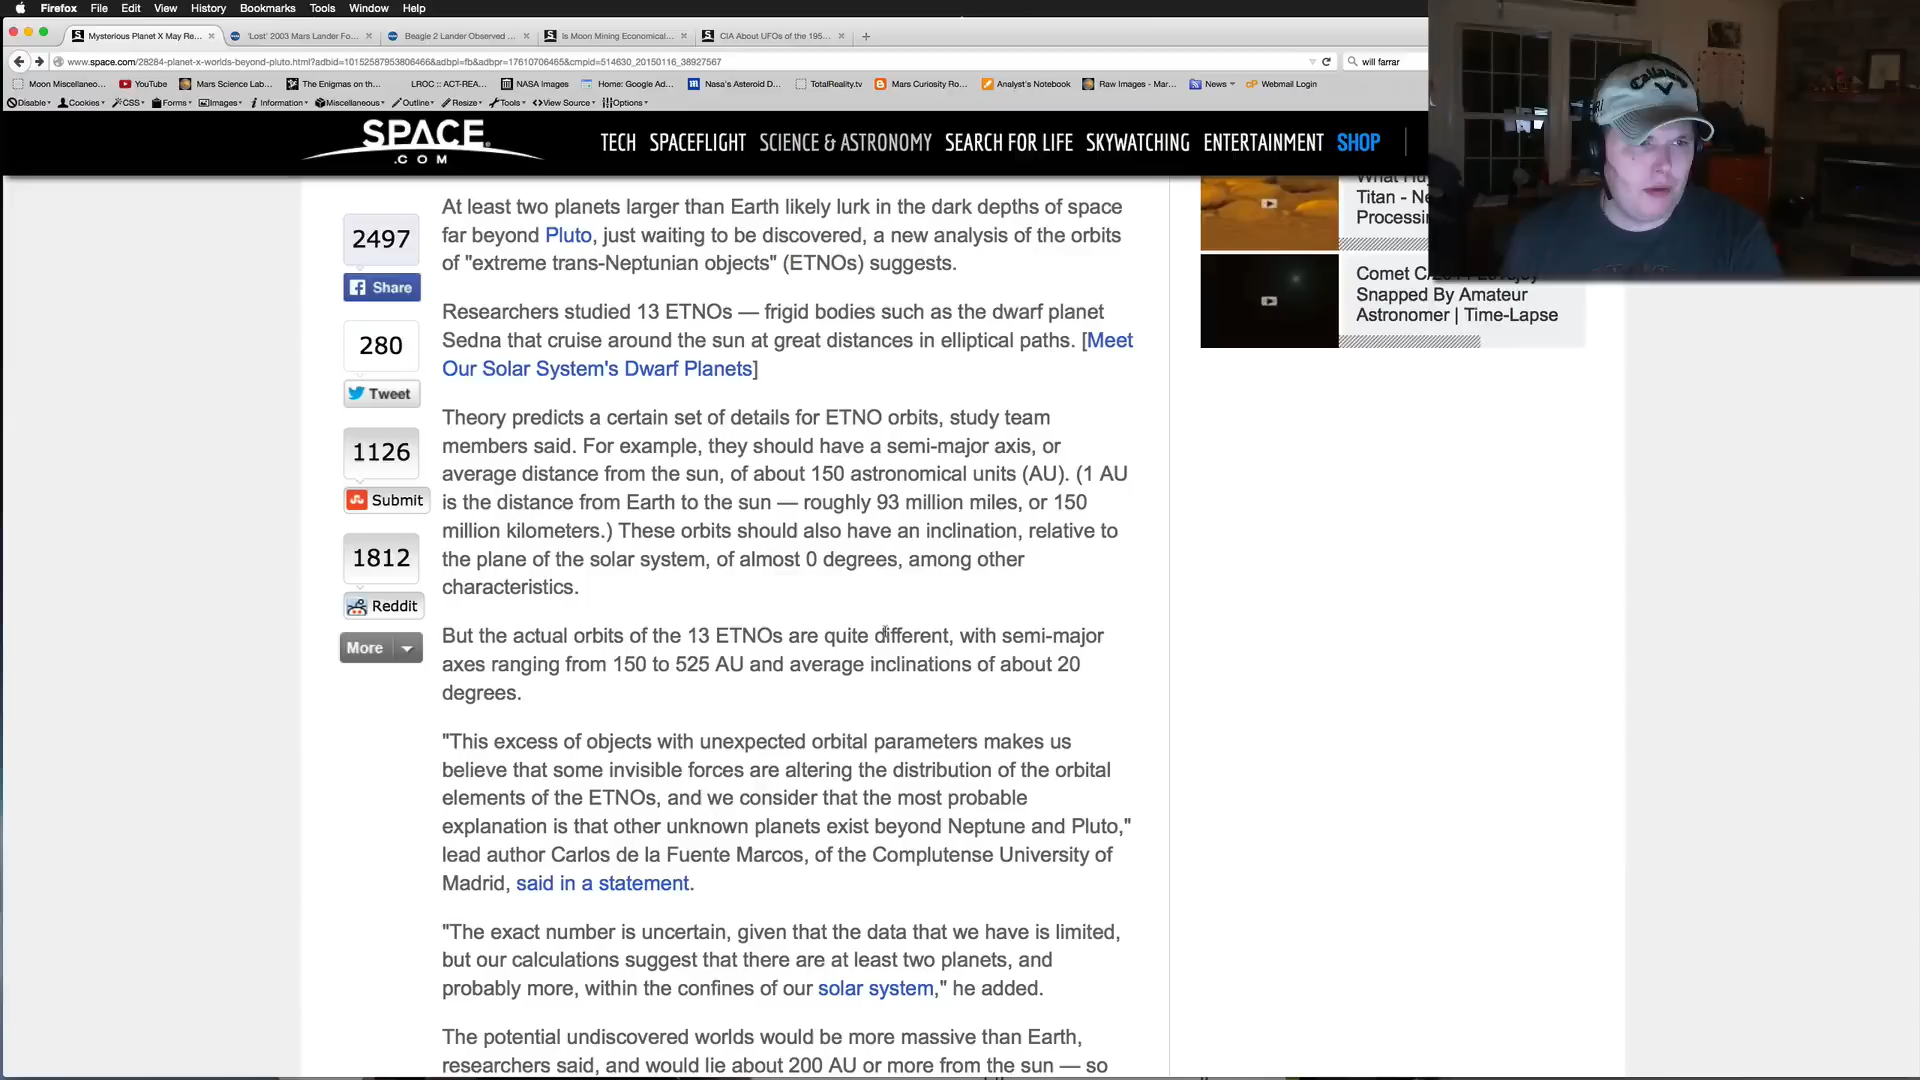 Firefox File Edit View History Bookmarks Tools Window Help
Mysterious Planet X May Re... 'Lost' 2003 Mars Lander Fo... Beagle 2 Lander Observed ... Is Moon Mining Economical... CIA About UFOs of the 195...
www.space.com/28284-planet-x-worlds-beyond-pluto.html?adbid=10152587953806466&adbpl=fb&adbpr=17610706465&cmpid=514630_20150116_38927567 will farrar
Moon Miscellaneo... YouTube Mars Science Lab... The Enigmas on th... LROC :: ACT-REA... NASA Images Home: Google Ad... Nasa's Asteroid D... TotalReality.tv Mars Curiosity Ro... Analyst's Notebook Raw Images - Mar... News Webmail Login
Disable Cookies CSS Forms Images Information Miscellaneous Outline Resize Tools View Source Options
SPACE
.COM
TECH SPACEFLIGHT SCIENCE & ASTRONOMY SEARCH FOR LIFE SKYWATCHING ENTERTAINMENT SHOP
2497
Share
280
Tweet
1126
Submit
1812
Reddit
More
At least two planets larger than Earth likely lurk in the dark depths of space
far beyond Pluto, just waiting to be discovered, a new analysis of the orbits
of "extreme trans-Neptunian objects" (ETNOs) suggests.
Researchers studied 13 ETNOs — frigid bodies such as the dwarf planet
Sedna that cruise around the sun at great distances in elliptical paths. [Meet
Our Solar System's Dwarf Planets]
Theory predicts a certain set of details for ETNO orbits, study team
members said. For example, they should have a semi-major axis, or
average distance from the sun, of about 150 astronomical units (AU). (1 AU
is the distance from Earth to the sun — roughly 93 million miles, or 150
million kilometers.) These orbits should also have an inclination, relative to
the plane of the solar system, of almost 0 degrees, among other
characteristics.
But the actual orbits of the 13 ETNOs are quite different, with semi-major
axes ranging from 150 to 525 AU and average inclinations of about 20
degrees.
"This excess of objects with unexpected orbital parameters makes us
believe that some invisible forces are altering the distribution of the orbital
elements of the ETNOs, and we consider that the most probable
explanation is that other unknown planets exist beyond Neptune and Pluto,"
lead author Carlos de la Fuente Marcos, of the Complutense University of
Madrid, said in a statement.
"The exact number is uncertain, given that the data that we have is limited,
but our calculations suggest that there are at least two planets, and
probably more, within the confines of our solar system," he added.
The potential undiscovered worlds would be more massive than Earth,
researchers said, and would lie about 200 AU or more from the sun — so
Titan - Ne
Processin
Comet
Snapped By Amateur
Astronomer | Time-Lapse
Callaway